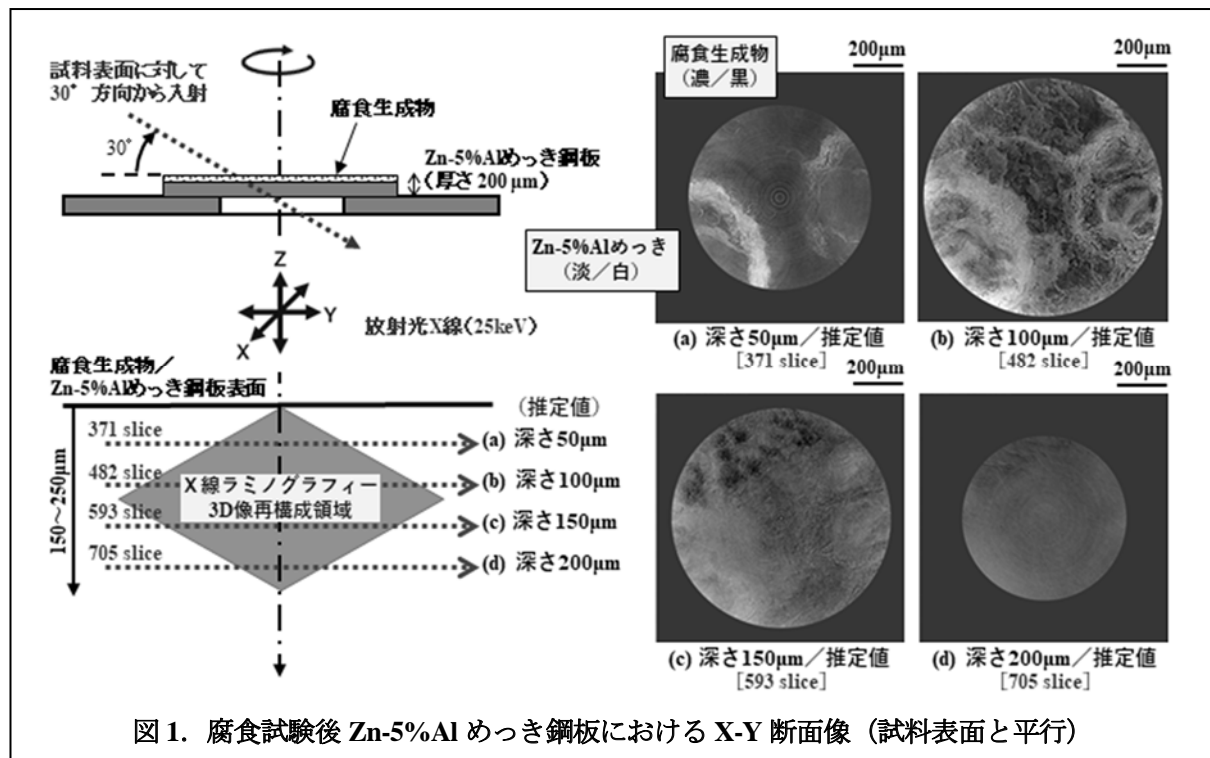 試料表面に対して
30° 方向から入射
腐食生成物
30°
Zn-5%Alめっき鋼板
(厚さ 200 μm)
Z
Y
X
放射光X線(25keV)
腐食生成物/
Zn-5%Alめっき鋼板表面
(推定値)
371 slice
(a) 深さ50μm
482 slice
(b) 深さ100μm
X線ラミノグラフィー
3D像再構成領域
593 slice
(c) 深さ150μm
705 slice
(d) 深さ200μm
150~250μm
腐食生成物
(濃/黒)
Zn-5%Alめっき
(淡/白)
200μm
200μm
(a) 深さ50μm/推定値
[371 slice]
(b) 深さ100μm/推定値
[482 slice]
200μm
200μm
(c) 深さ150μm/推定値
[593 slice]
(d) 深さ200μm/推定値
[705 slice]
図 1. 腐食試験後 Zn-5%Al めっき鋼板における X-Y 断面像(試料表面と平行)